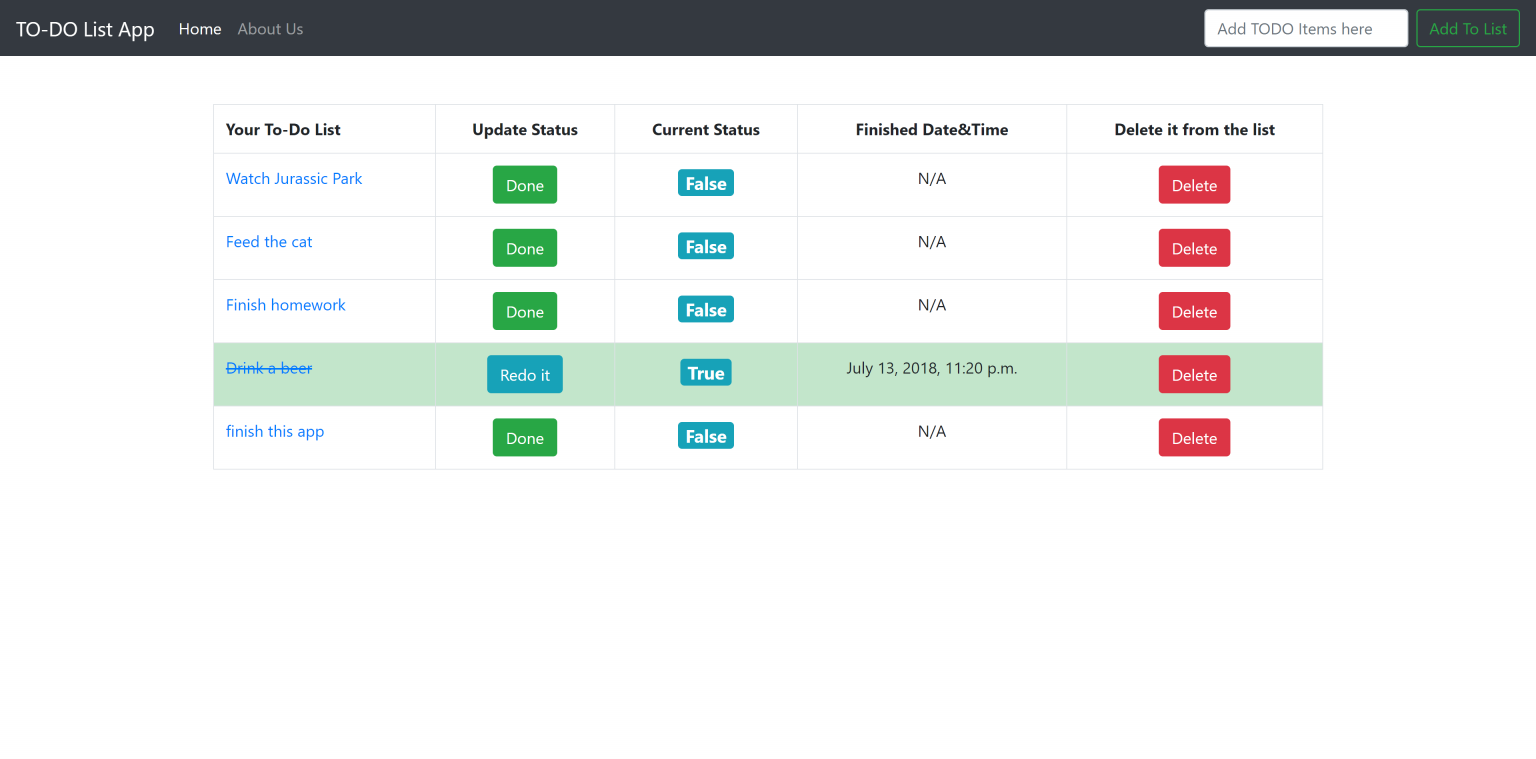 TO-DO List App Home About Us Add TODO Items here Add To List
Your To-Do List Update Status Current Status Finished Date&Time Delete it from the list
Watch Jurassic Park Done False N/A Delete
Feed the cat Done False N/A Delete
Finish homework Done False N/A Delete
Drink a beer Redo it True July 13, 2018, 11:20 p.m. Delete
finish this app Done False N/A Delete